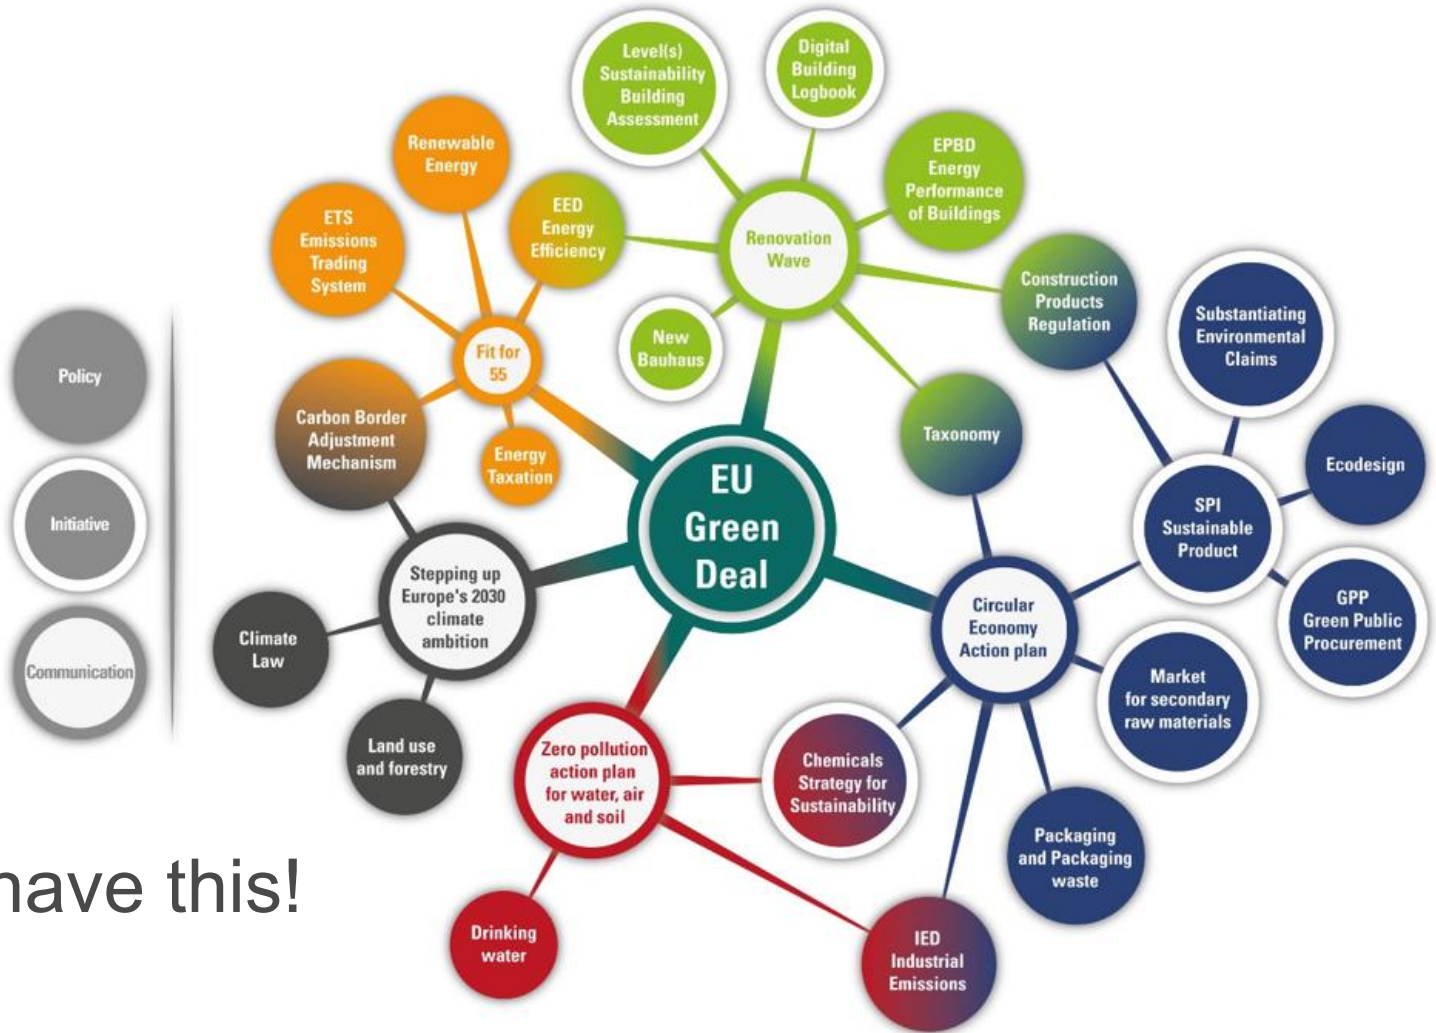 Policy
Initiative
Communication
Level(s)
Sustainability
Building
Assessment
Digital
Building
Logbook
EPBD
Energy
Performance
of Buildings
Renewable
Energy
EED
Energy
Efficiency
ETS
Emissions
Trading
System
Renovation
Wave
New
Bauhaus
Construction
Products
Regulation
Substantiating
Environmental
Claims
Fit for
55
Carbon Border
Adjustment
Mechanism
Energy
Taxation
Taxonomy
Ecodesign
EU
Green
Deal
SPI
Sustainable
Product
GPP
Green Public
Procurement
Stepping up
Europe's 2030
climate
ambition
Climate
Law
Land use
and forestry
Circular
Economy
Action plan
Market
for secondary
raw materials
Zero pollution
action plan
for water, air
and soil
Chemicals
Strategy for
Sustainability
Packaging
and Packaging
waste
Drinking
water
IED
Industrial
Emissions
have this!